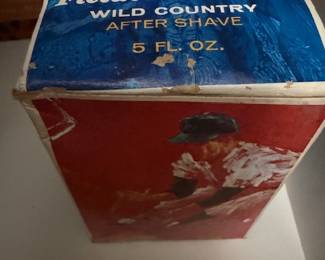 WILD COUNTRY
AFTER SHAVE
5 FL. OZ.